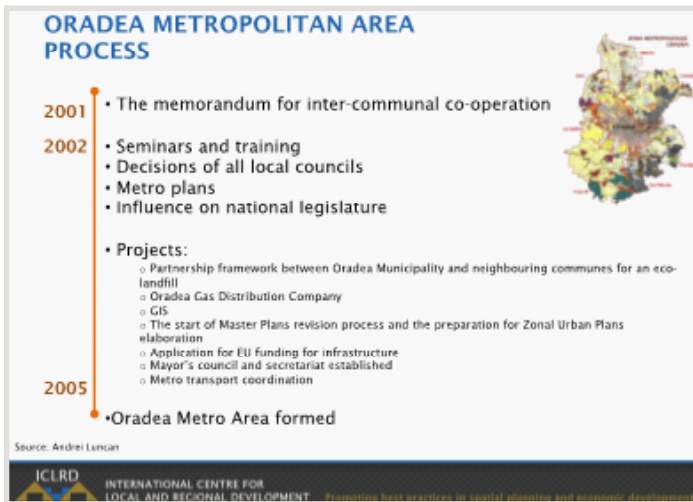 ORADEA METROPOLITAN AREA
PROCESS
2001
• The memorandum for inter-communal co-operation
2002
• Seminars and training
• Decisions of all local councils
• Metro plans
• Influence on national legislature
• Projects:
o Partnership framework between Oradea Municipality and neighbouring communes for an eco-
landfill
o Oradea Gas Distribution Company
o GIS
o The start of Master Plans revision process and the preparation for Zonal Urban Plans
elaboration
o Application for EU funding for infrastructure
o Mayor's council and secretariat established
o Metro transport coordination
2005
•Oradea Metro Area formed
Source: Andrei Luncan
ICLRD
INTERNATIONAL CENTRE FOR
LOCAL AND REGIONAL DEVELOPMENT
Promoting best practices in spatial planning and economic development